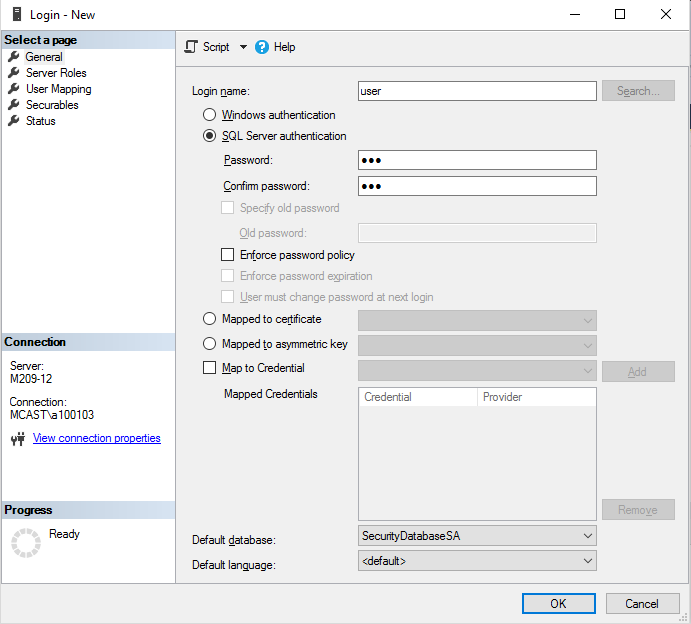 Login - New
Select a page
General
Server Roles
User Mapping
Securables
Status
Connection
Server:
M209-12
Connection:
MCAST\a100103
View connection properties
Progress
Ready
Script Help
Login name: user Search...
Windows authentication
SQL Server authentication
Password: ●●●
Confirm password: ●●●
Specify old password
Old password:
Enforce password policy
Enforce password expiration
User must change password at next login
Mapped to certificate
Mapped to asymmetric key
Map to Credential Add
Mapped Credentials Credential Provider
Remove
Default database: SecurityDatabaseSA
Default language: <default>
OK Cancel